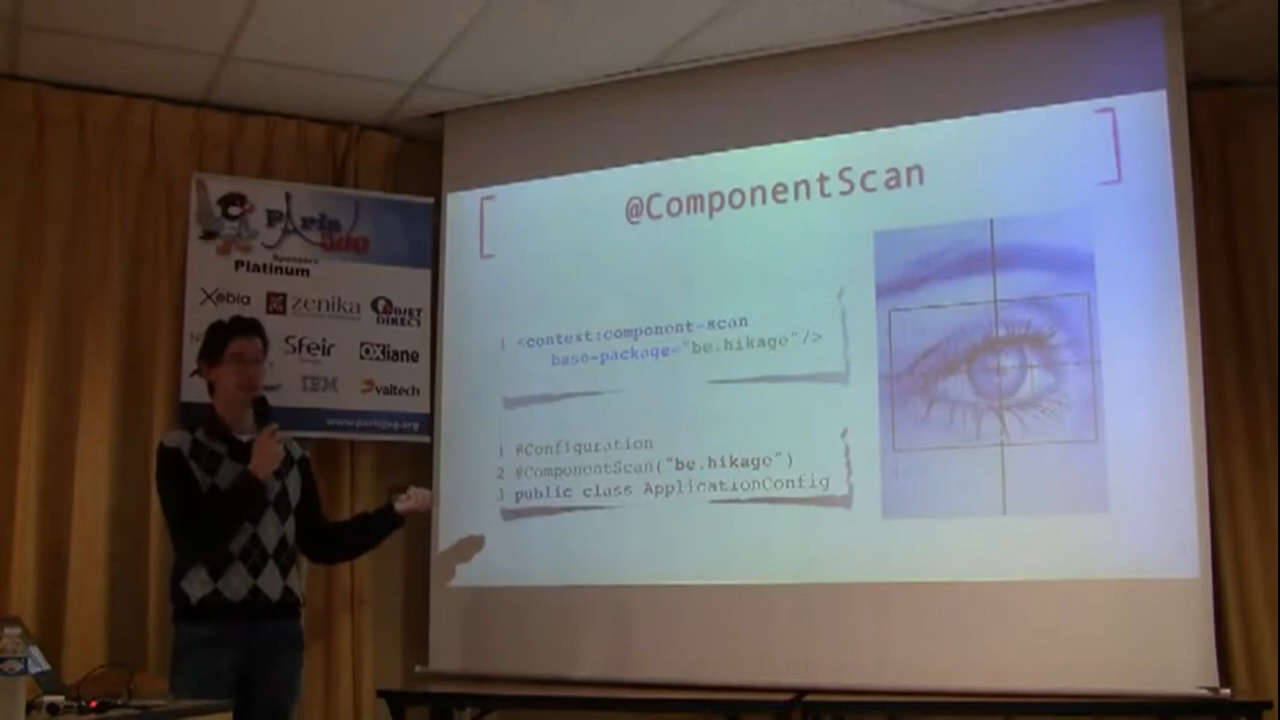 Paris
JUG
Sponsors
Platinum
Xebia
zenika
OBJET
DIRECT
Sfeir
OXiane
IBM
valtech
www.parisjug.org
[ @ComponentScan ]
1 <context:component-scan
base-package="be.hikage"/>
1 @Configuration
2 @ComponentScan("be.hikage")
3 public class ApplicationConfig